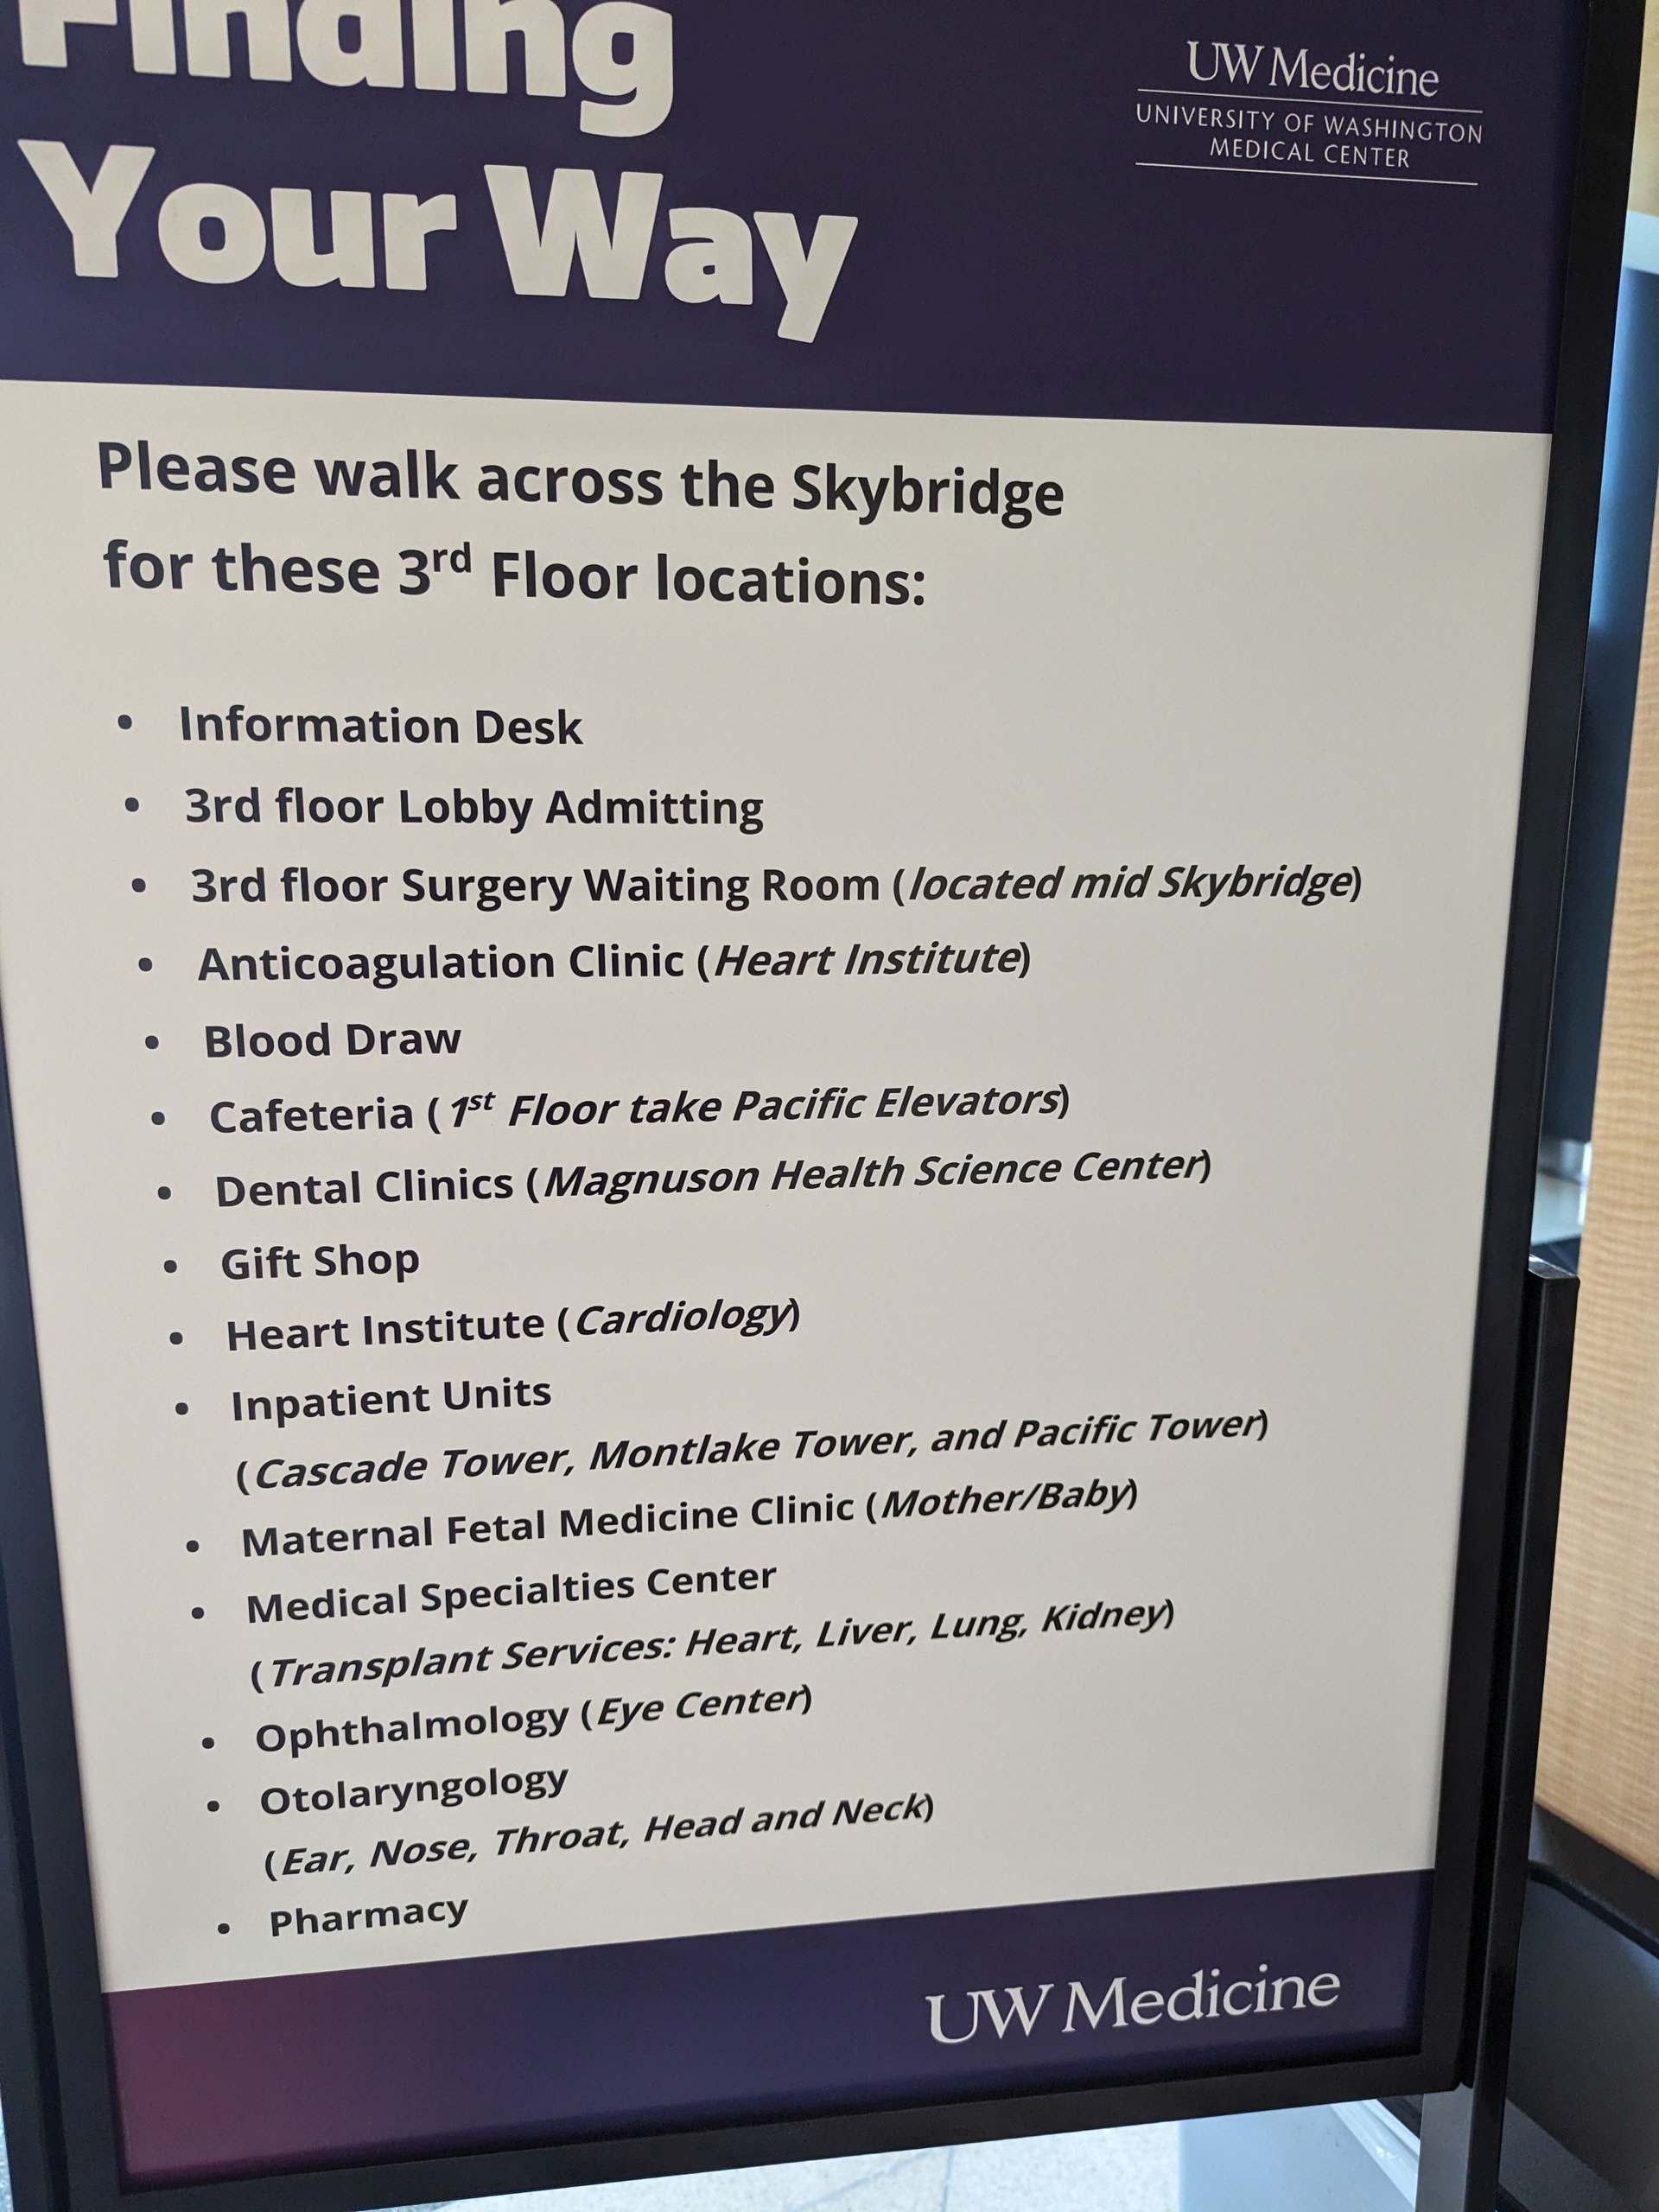 Finding
Your Way
UW Medicine
UNIVERSITY OF WASHINGTON
MEDICAL CENTER
Please walk across the Skybridge
for these 3rd Floor locations:
• Information Desk
• 3rd floor Lobby Admitting
• 3rd floor Surgery Waiting Room (located mid Skybridge)
• Anticoagulation Clinic (Heart Institute)
• Blood Draw
• Cafeteria (1st Floor take Pacific Elevators)
• Dental Clinics (Magnuson Health Science Center)
• Gift Shop
• Heart Institute (Cardiology)
• Inpatient Units
(Cascade Tower, Montlake Tower, and Pacific Tower)
• Maternal Fetal Medicine Clinic (Mother/Baby)
• Medical Specialties Center
(Transplant Services: Heart, Liver, Lung, Kidney)
• Ophthalmology (Eye Center)
• Otolaryngology
(Ear, Nose, Throat, Head and Neck)
• Pharmacy
UW Medicine